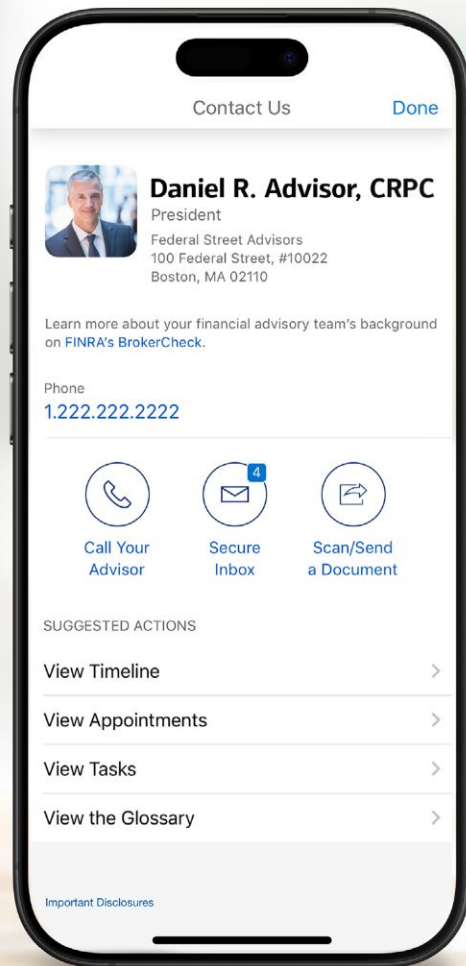 Contact Us
Done
Daniel R. Advisor, CRPC
President
Federal Street Advisors
100 Federal Street, #10022
Boston, MA 02110
Learn more about your financial advisory team's background
on FINRA's BrokerCheck.
Phone
1.222.222.2222
4
Call Your
Advisor
Secure
Inbox
Scan/Send
a Document
SUGGESTED ACTIONS
View Timeline
View Appointments
View Tasks
View the Glossary
Important Disclosures